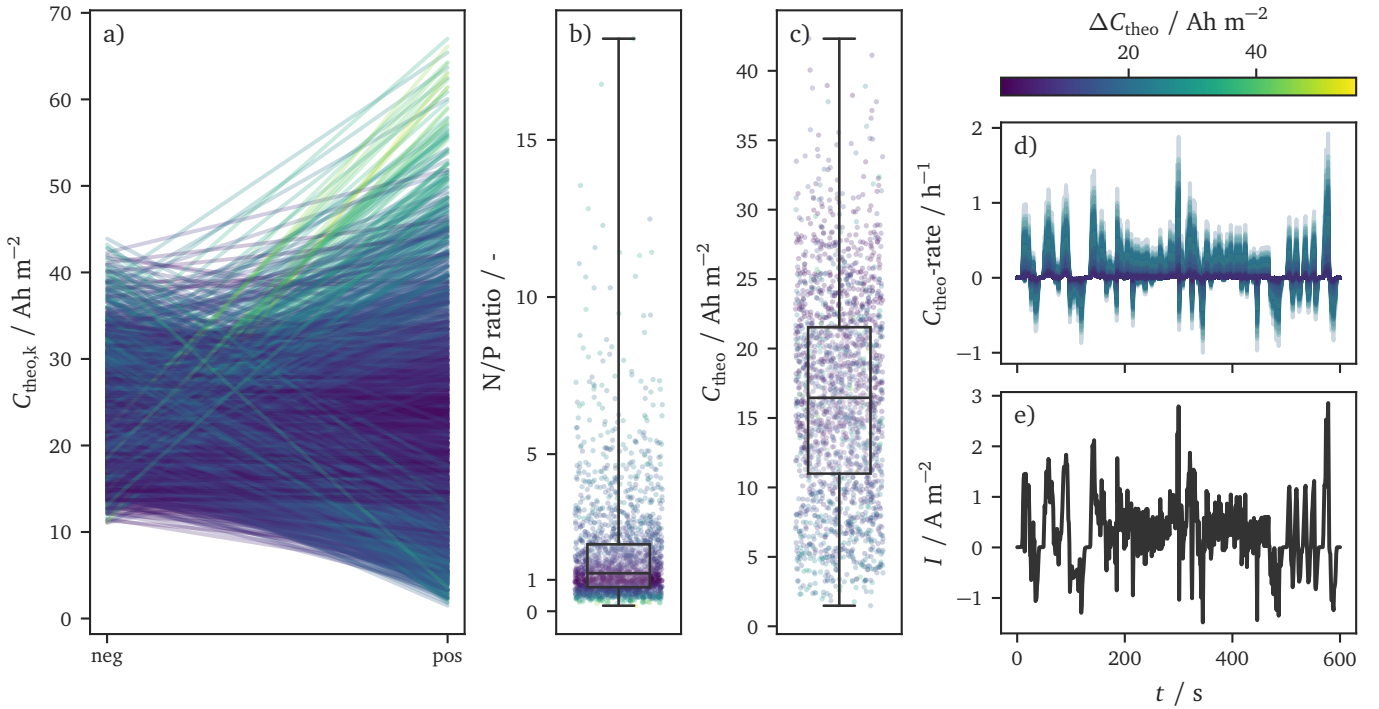 a)
70
60
50
40
30
20
10
0
C_theo,k / Ah m⁻²
neg
pos
b)
15
10
5
1
0
N/P ratio / -
c)
40
35
30
25
20
15
10
5
0
C_theo / Ah m⁻²
ΔC_theo / Ah m⁻²
20
40
d)
2
1
0
−1
C_theo-rate / h⁻¹
e)
3
2
1
0
−1
I / A m⁻²
0
200
400
600
t / s